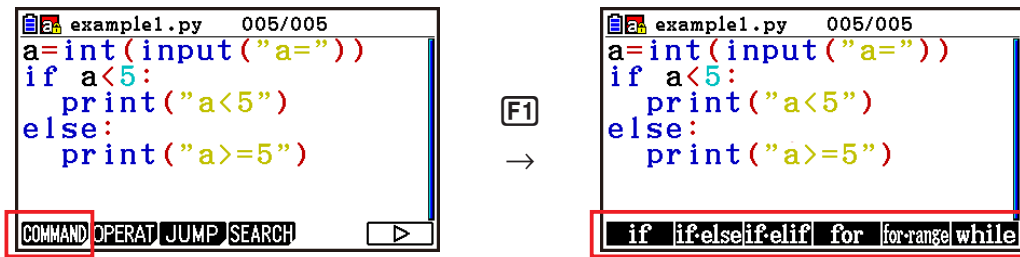 example1.py 005/005
a=int(input("a="))
if a<5:
print("a<5")
else:
print("a>=5")
COMMAND OPERAT JUMP SEARCH
F1
→
example1.py 005/005
a=int(input("a="))
if a<5:
print("a<5")
else:
print("a>=5")
if if·else if·elif for for·range while